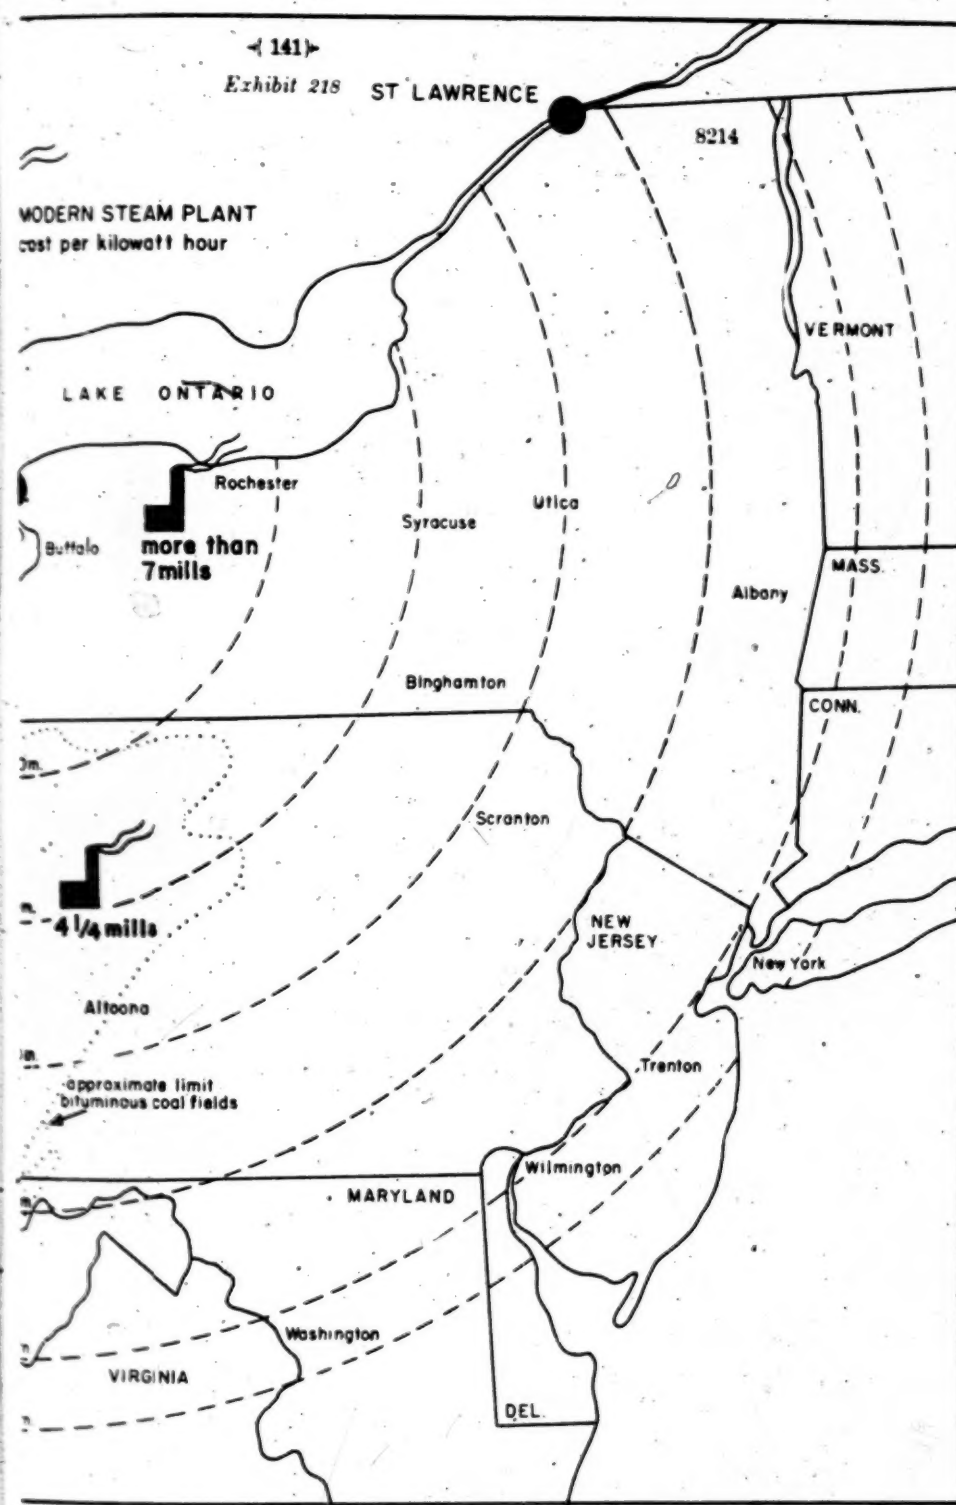 141
Exhibit 218
ST LAWRENCE
8214
MODERN STEAM PLANT
cost per kilowatt hour
VERMONT
LAKE ONTARIO
Rochester
Syracuse
Utica
Buffalo
more than
7mills
MASS.
Albany
Binghamton
CONN.
m.
Scranton
m.
4 1/4 mills
NEW
JERSEY
New York
Altoona
m.
Trenton
approximate limit
bituminous coal fields
Wilmington
MARYLAND
m.
Washington
VIRGINIA
DEL.